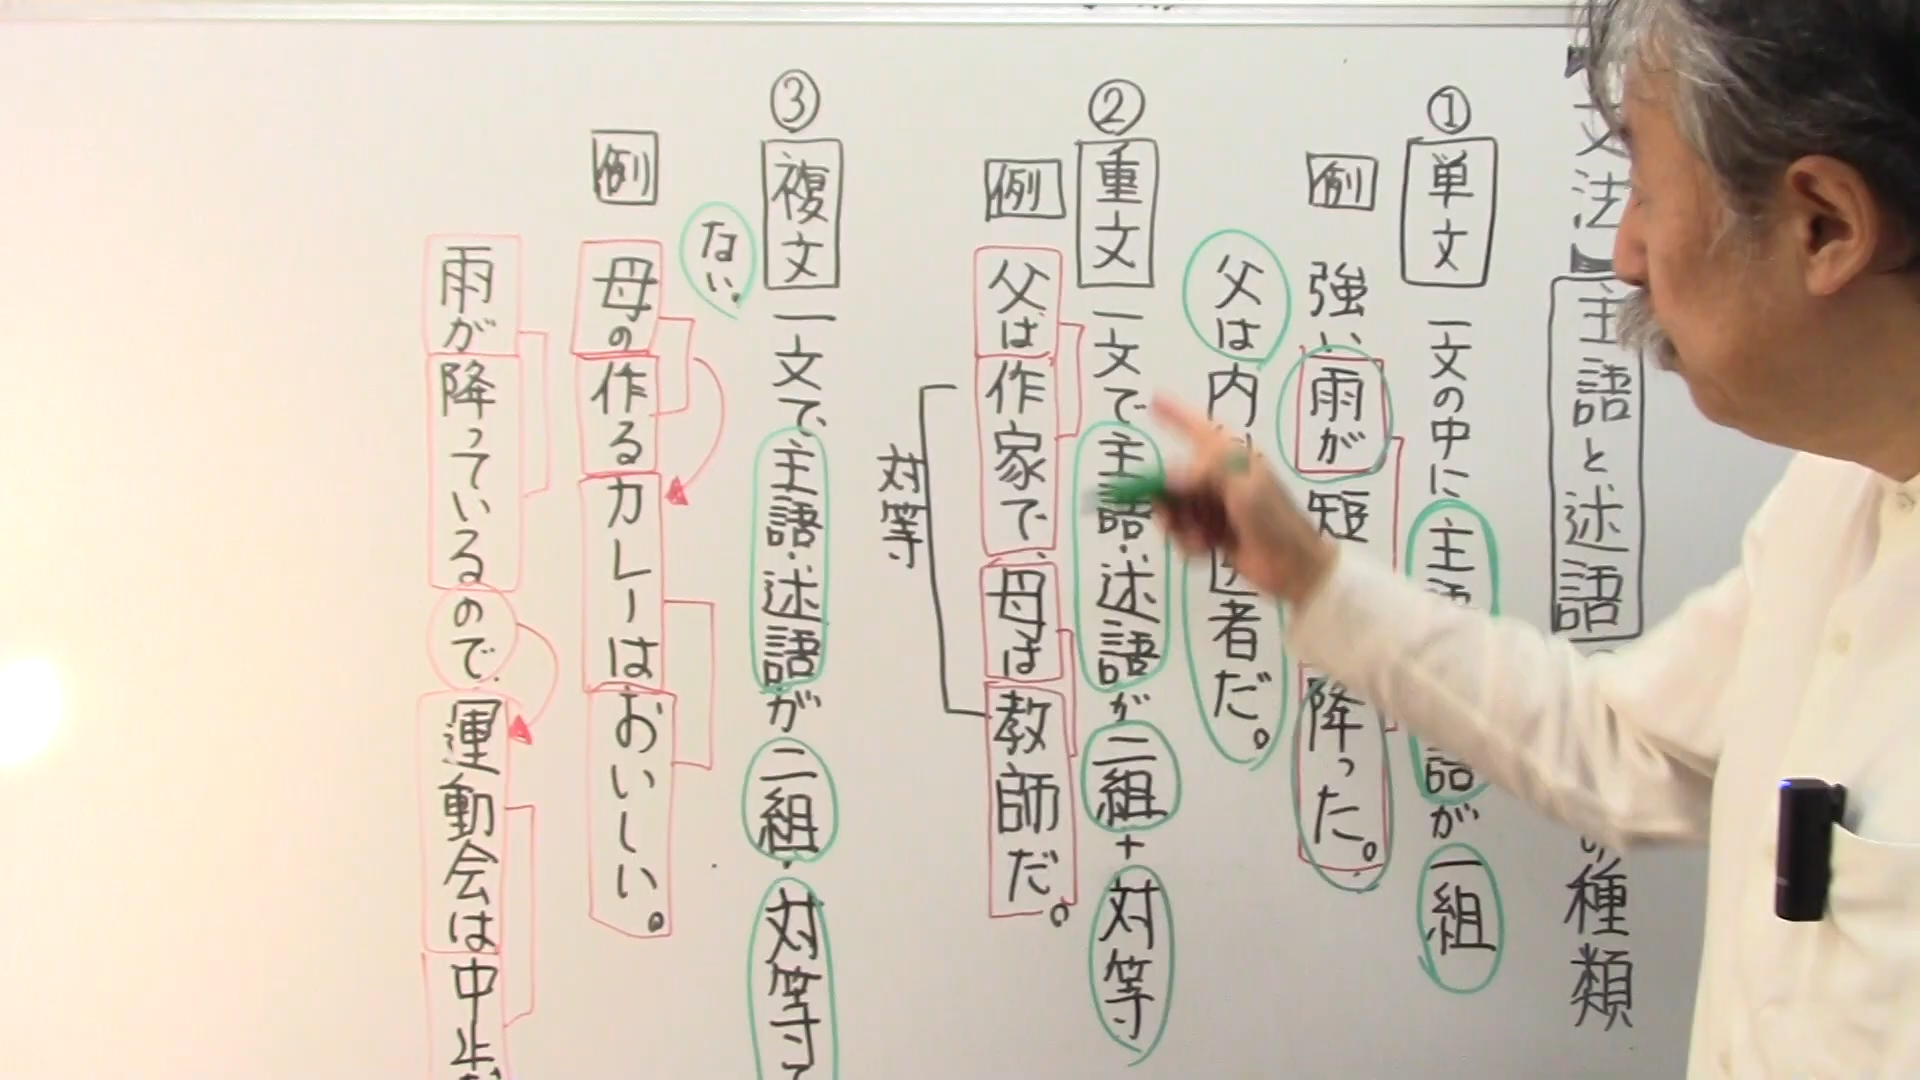 文法】主語と述語
の種類
①単文 一文の中に主語
語が一組
例 強い雨が短
降った。
父は内
者だ。
②重文 一文で主語・述語が二組+対等
例 父は作家で、母は教師だ。
対等
③複文 一文で、主語・述語が二組・対等で
ない。
例 母の作るカレーはおいしい。
雨が降っているので、運動会は中止